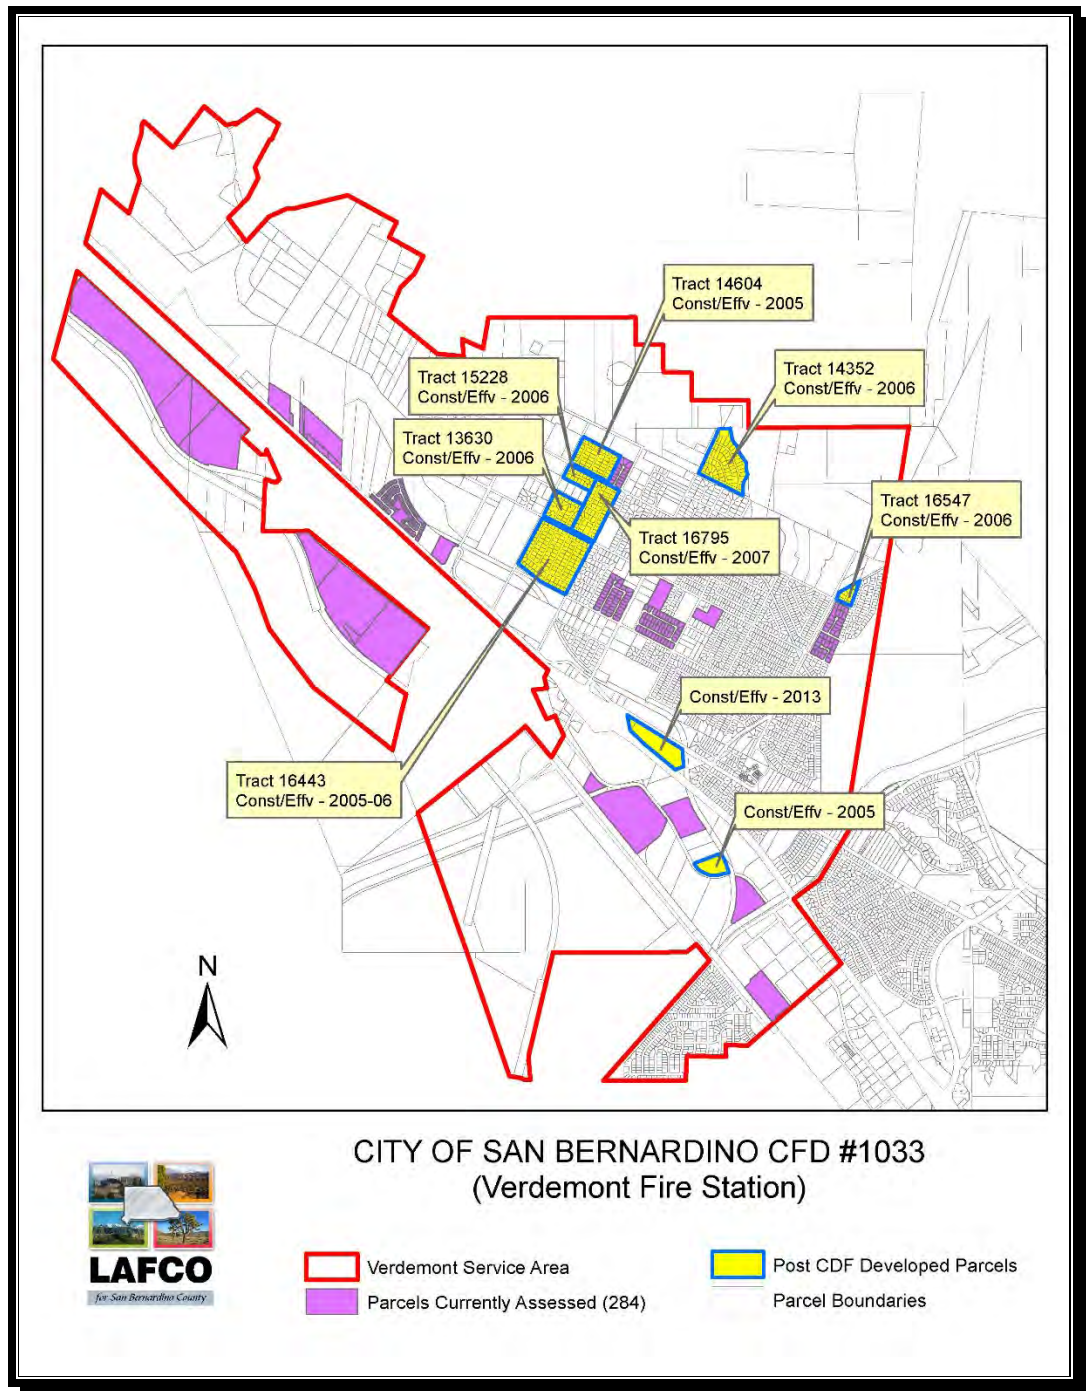 Tract 14604
Const/Effv - 2005
Tract 15228
Const/Effv - 2006
Tract 14352
Const/Effv - 2006
Tract 13630
Const/Effv - 2006
Tract 16547
Const/Effv - 2006
Tract 16795
Const/Effv - 2007
Const/Effv - 2013
Tract 16443
Const/Effv - 2005-06
Const/Effv - 2005
N
CITY OF SAN BERNARDINO CFD #1033
(Verdemont Fire Station)
LAFCO
for San Bernardino County
Verdemont Service Area
Parcels Currently Assessed (284)
Post CDF Developed Parcels
Parcel Boundaries